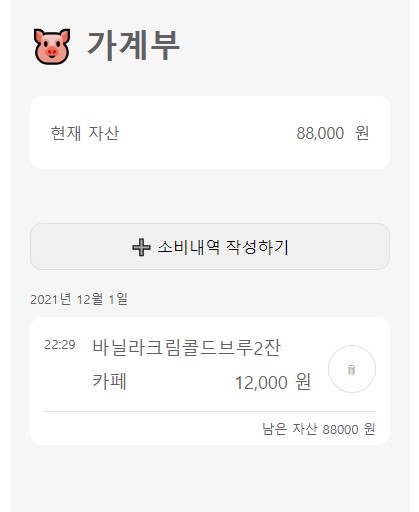 가계부
현재 자산 88,000 원
➕ 소비내역 작성하기
2021년 12월 1일
22:29 바닐라크림콜드브루2잔
카페 12,000 원
남은 자산 88000 원